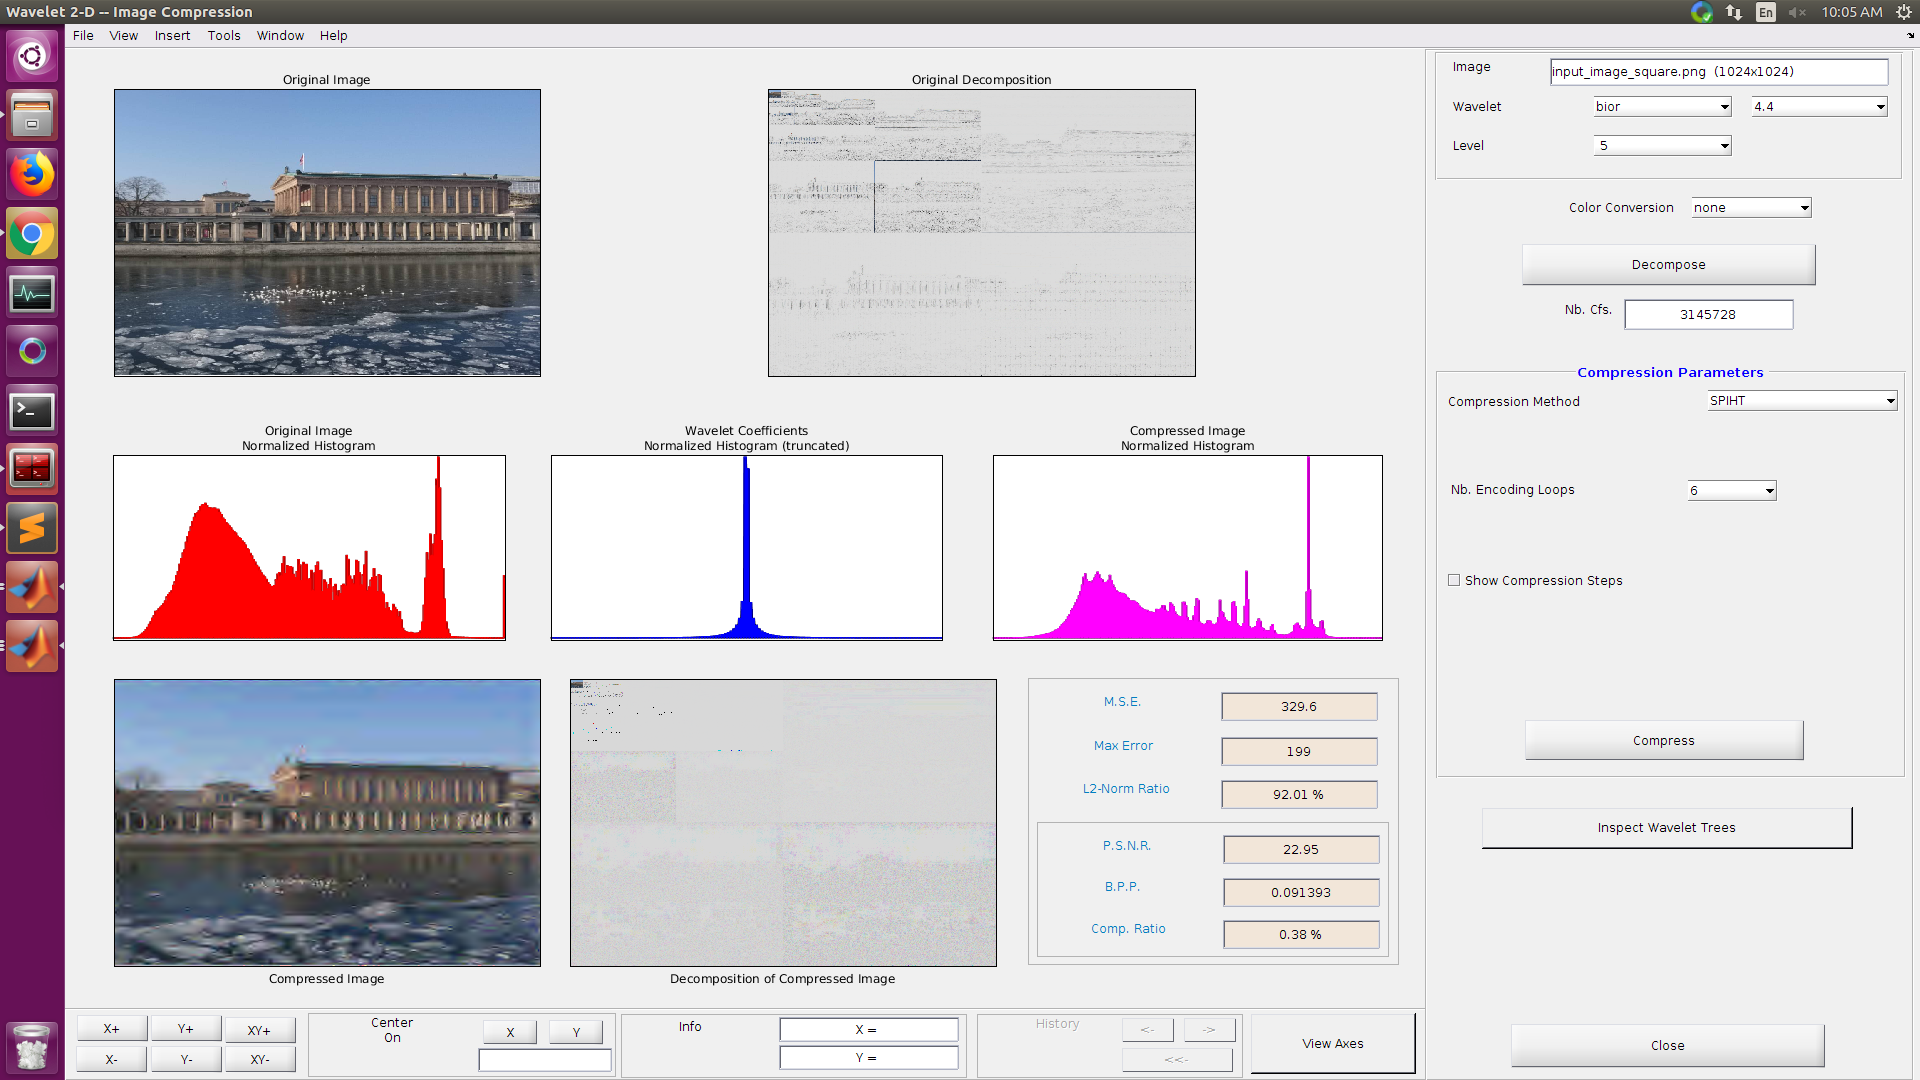 Wavelet 2-D -- Image Compression
En
10:05 AM
File View Insert Tools Window Help
Original Image
Original Decomposition
Original Image
Normalized Histogram
Wavelet Coefficients
Normalized Histogram (truncated)
Compressed Image
Normalized Histogram
Compressed Image
Decomposition of Compressed Image
M.S.E. 329.6
Max Error 199
L2-Norm Ratio 92.01 %
P.S.N.R. 22.95
B.P.P. 0.091393
Comp. Ratio 0.38 %
Image input_image_square.png (1024x1024)
Wavelet bior 4.4
Level 5
Color Conversion none
Decompose
Nb. Cfs. 3145728
Compression Parameters
Compression Method SPIHT
Nb. Encoding Loops 6
Show Compression Steps
Compress
Inspect Wavelet Trees
Close
X+ Y+ XY+
X- Y- XY-
Center
On
X Y
Info
X =
Y =
History
<- ->
<<-
View Axes